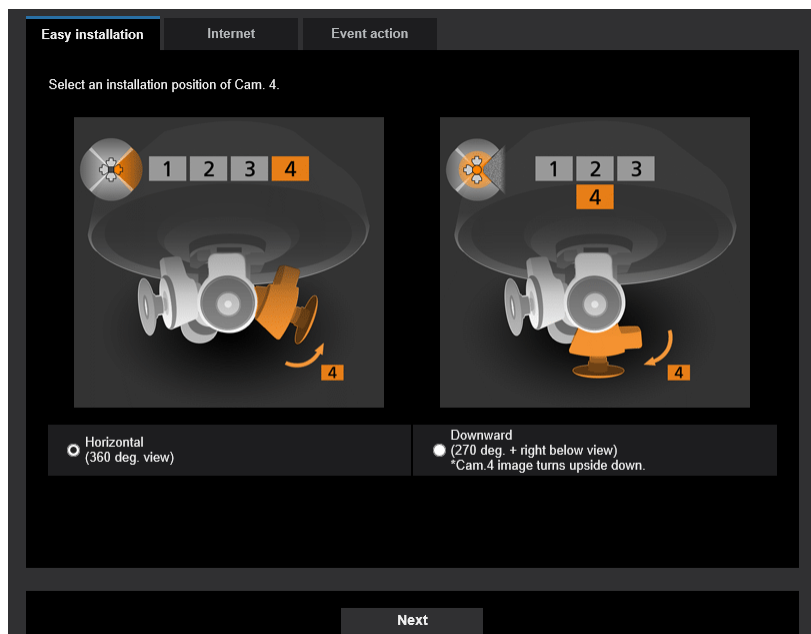 Easy installation
Internet
Event action
Select an installation position of Cam. 4.
1 2 3 4
4
1 2 3
4
4
Horizontal
(360 deg. view)
Downward
(270 deg. + right below view)
*Cam.4 image turns upside down.
Next